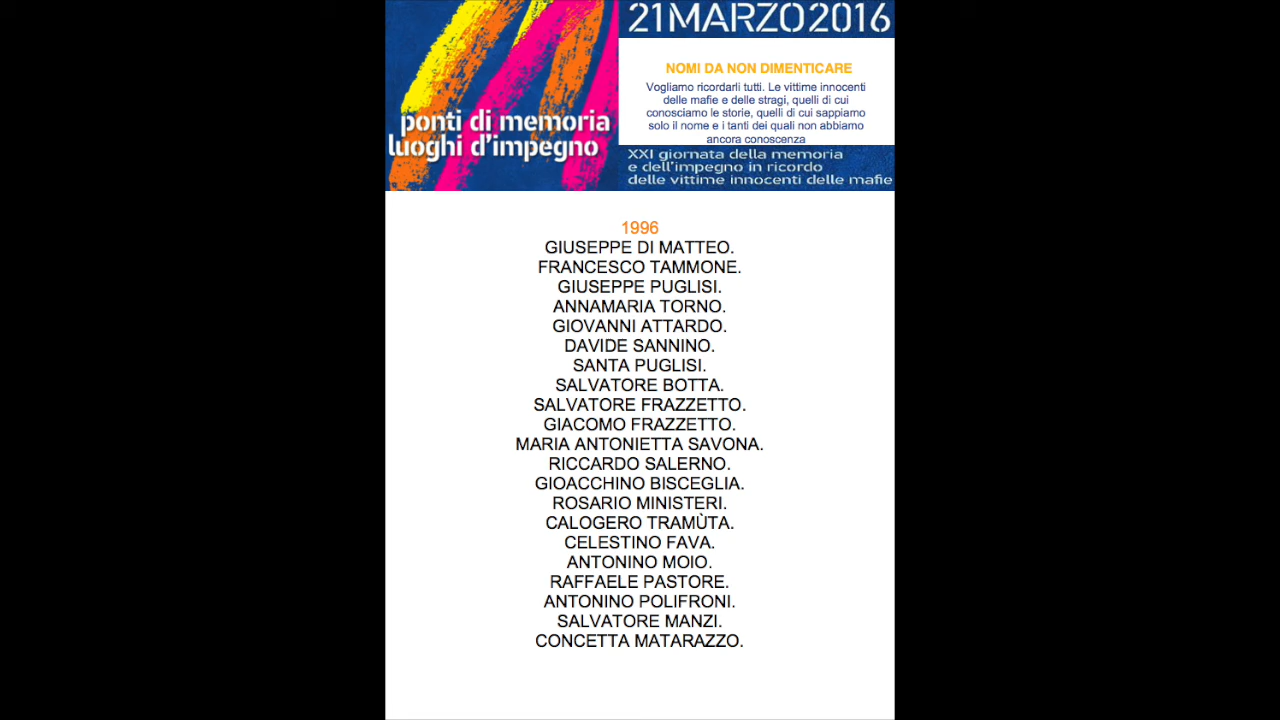 21MARZO2016
NOMI DA NON DIMENTICARE
Vogliamo ricordarli tutti. Le vittime innocenti
delle mafie e delle stragi, quelli di cui
conosciamo le storie, quelli di cui sappiamo
solo il nome e i tanti dei quali non abbiamo
ancora conoscenza
ponti di memoria
luoghi d'impegno
XXI giornata della memoria
e dell'impegno in ricordo
delle vittime innocenti delle mafie
1996
GIUSEPPE DI MATTEO.
FRANCESCO TAMMONE.
GIUSEPPE PUGLISI.
ANNAMARIA TORNO.
GIOVANNI ATTARDO.
DAVIDE SANNINO.
SANTA PUGLISI.
SALVATORE BOTTA.
SALVATORE FRAZZETTO.
GIACOMO FRAZZETTO.
MARIA ANTONIETTA SAVONA.
RICCARDO SALERNO.
GIOACCHINO BISCEGLIA.
ROSARIO MINISTERI.
CALOGERO TRAMÙTA.
CELESTINO FAVA.
ANTONINO MOIO.
RAFFAELE PASTORE.
ANTONINO POLIFRONI.
SALVATORE MANZI.
CONCETTA MATARAZZO.